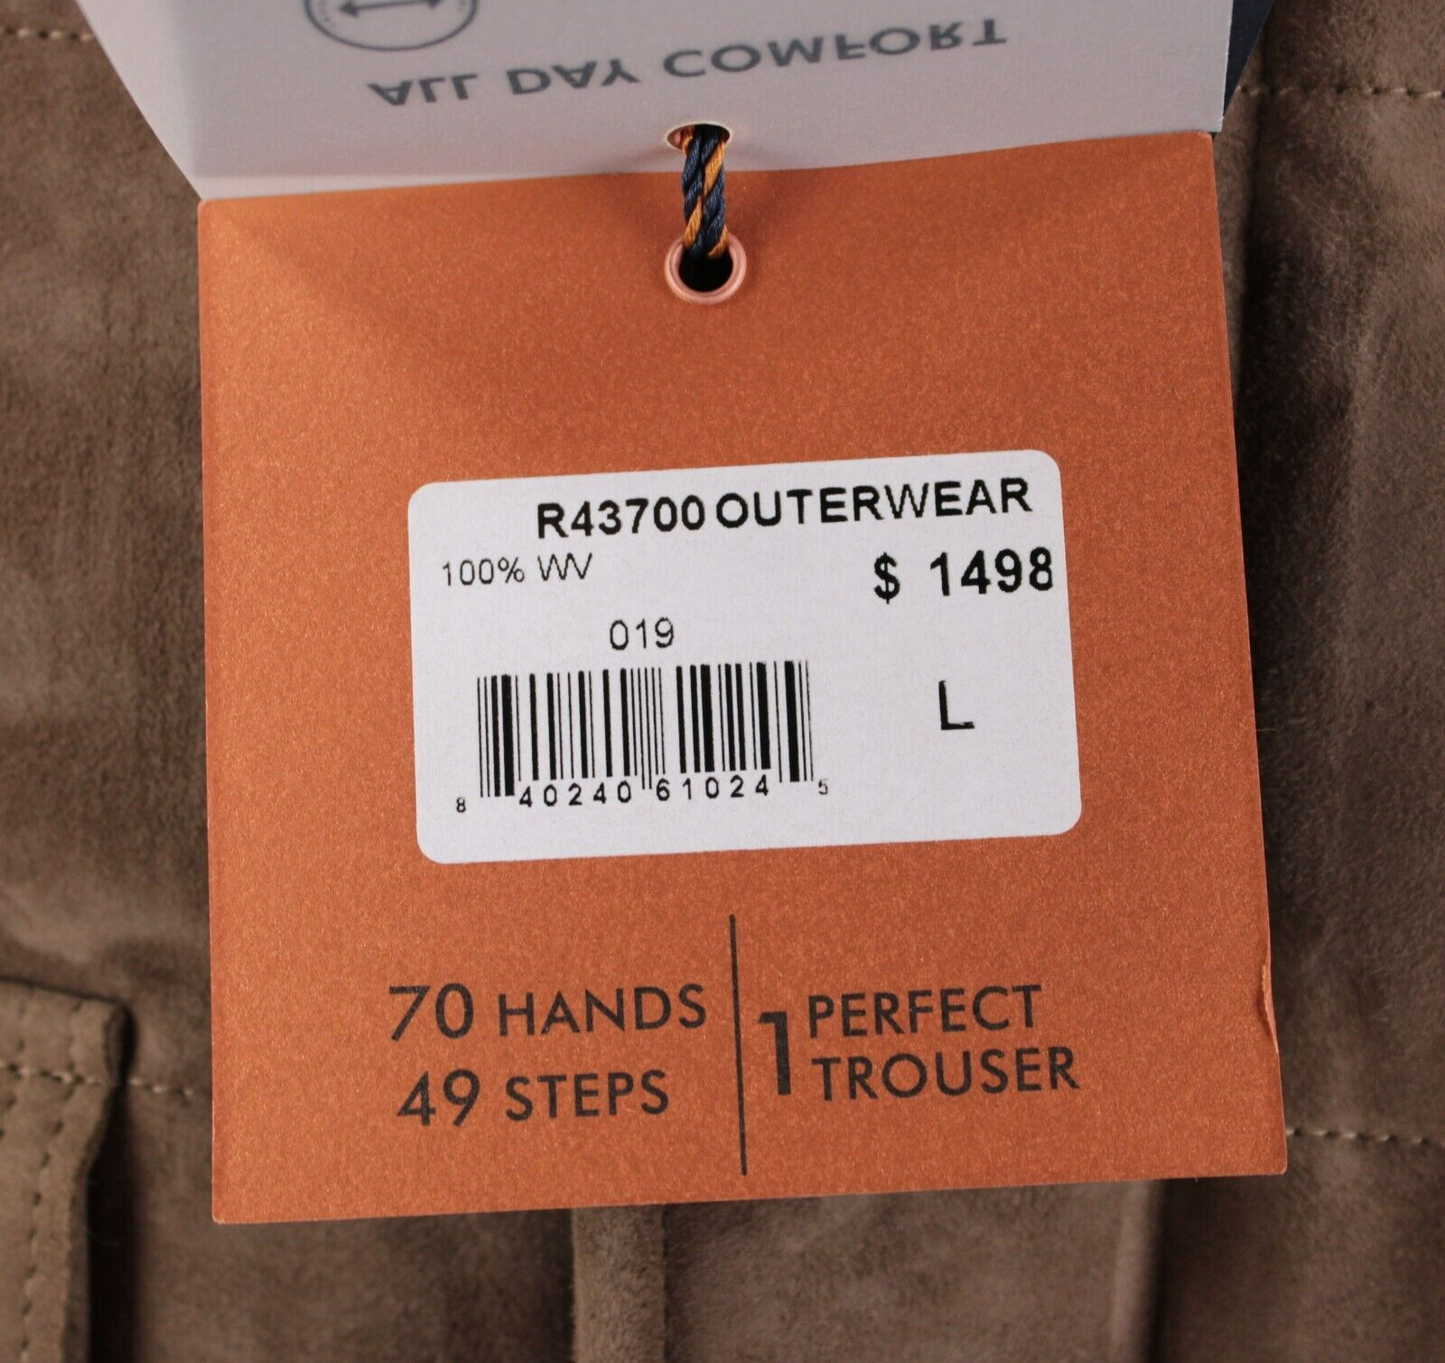 ALL DAY COMFORT
R43700 OUTERWEAR
100% WV
$ 1498
019
L
8 40240 61024 5
70 HANDS
49 STEPS
1 PERFECT
TROUSER